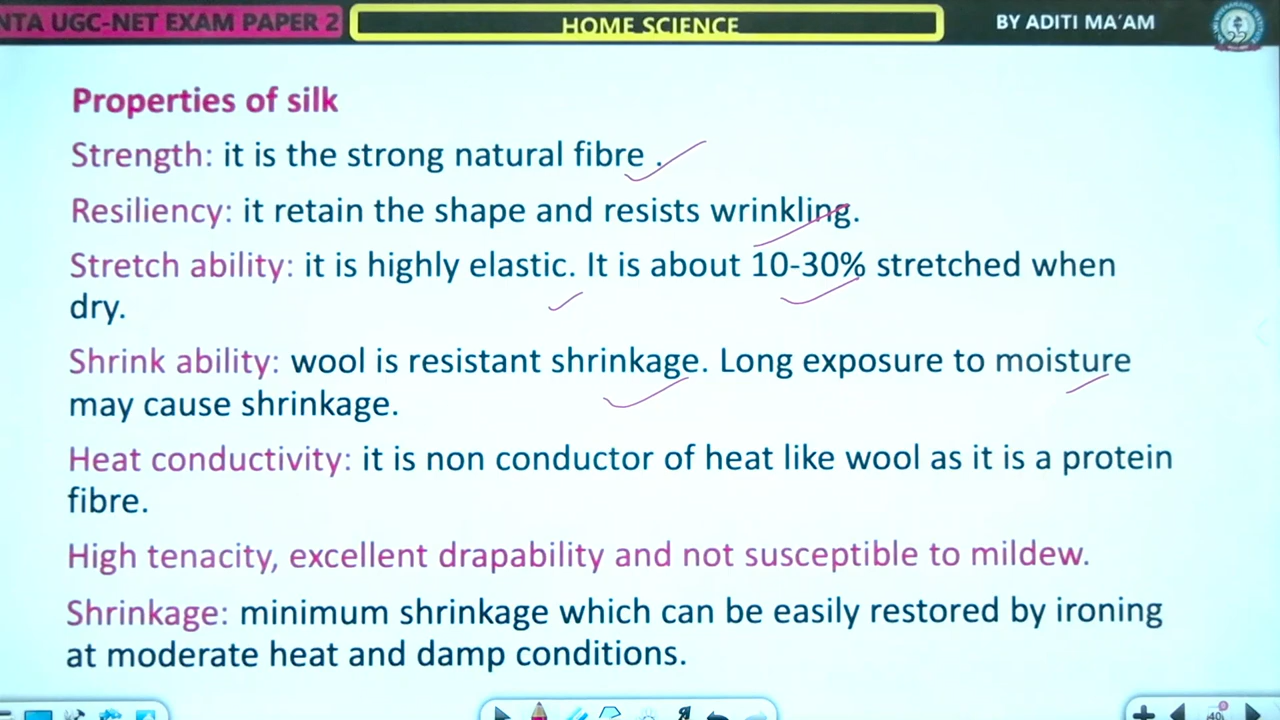 NTA UGC-NET EXAM PAPER 2
HOME SCIENCE
BY ADITI MA'AM
Properties of silk
Strength: it is the strong natural fibre .
Resiliency: it retain the shape and resists wrinkling.
Stretch ability: it is highly elastic. It is about 10-30% stretched when
dry.
Shrink ability: wool is resistant shrinkage. Long exposure to moisture
may cause shrinkage.
Heat conductivity: it is non conductor of heat like wool as it is a protein
fibre.
High tenacity, excellent drapability and not susceptible to mildew.
Shrinkage: minimum shrinkage which can be easily restored by ironing
at moderate heat and damp conditions.